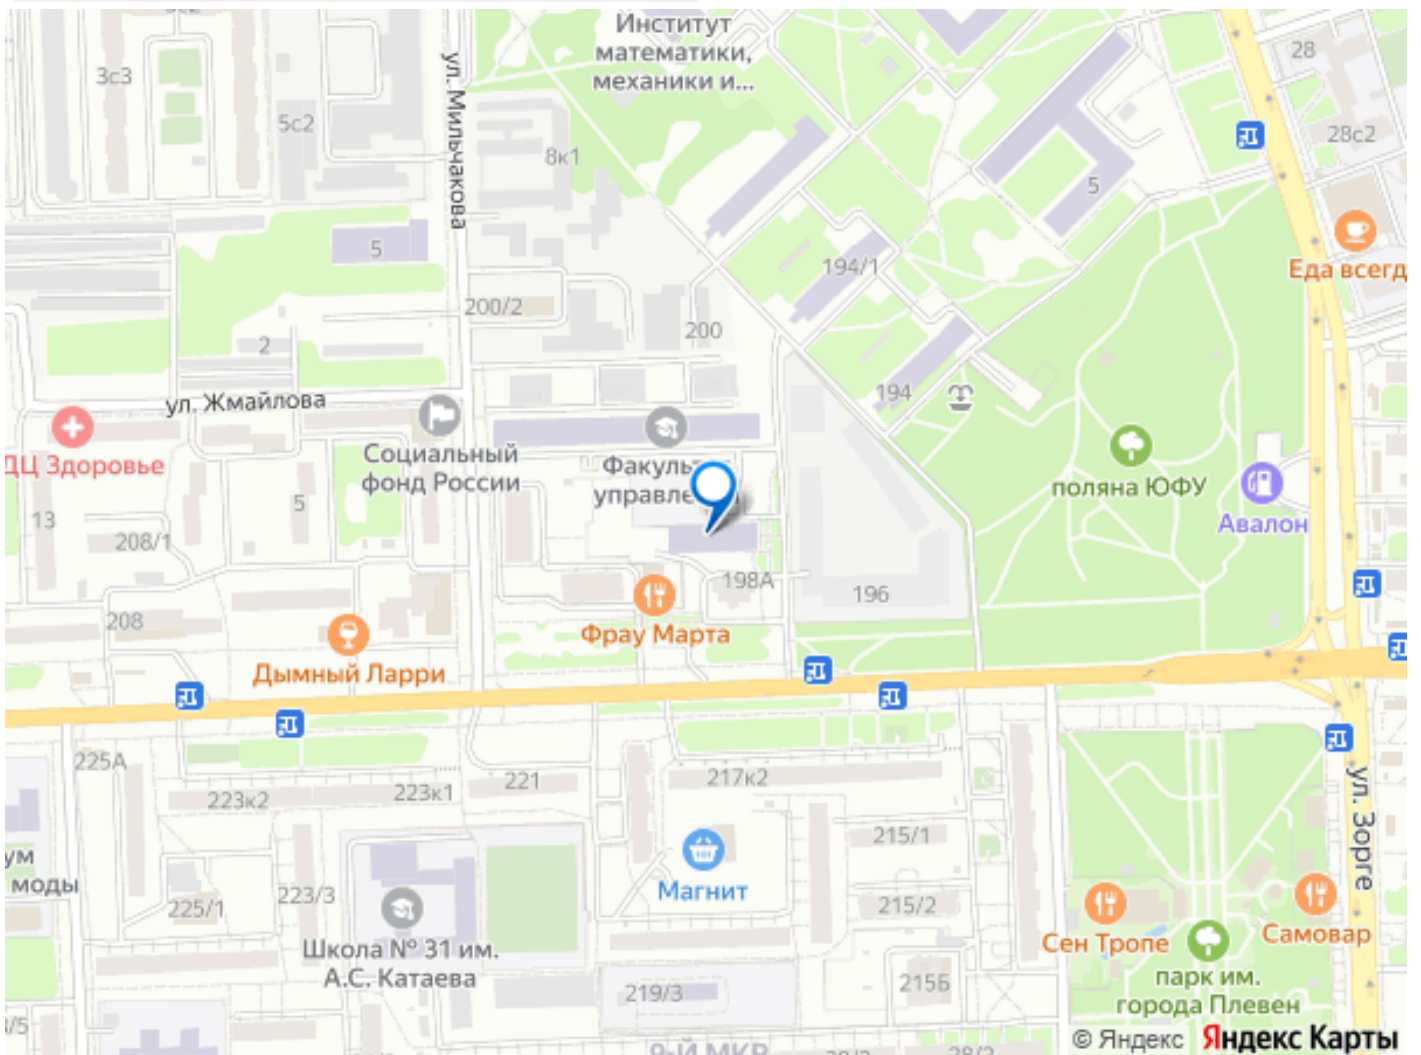 Институт
математики,
механики и...
28
28с2
3с3
5с2
ул. Мильчакова
8к1
5
Еда всегд
5
194/1
200/2
200
2
194
ул. Жмайлова
ДЦ Здоровье
Социальный
фонд России
поляна ЮФУ
Авалон
13
5
208/1
198А
196
208
Фрау Марта
Дымный Ларри
225А
223к2
223к1
221
217к2
ул. Зорге
215/1
ум
моды
Магнит
225/1
223/3
215/2
Школа № 31 им.
А.С. Катаева
Сен Тропе
Самовар
парк им.
города Плевен
219/3
215Б
/5
9-й МКР
© Яндекс Яндекс Карты